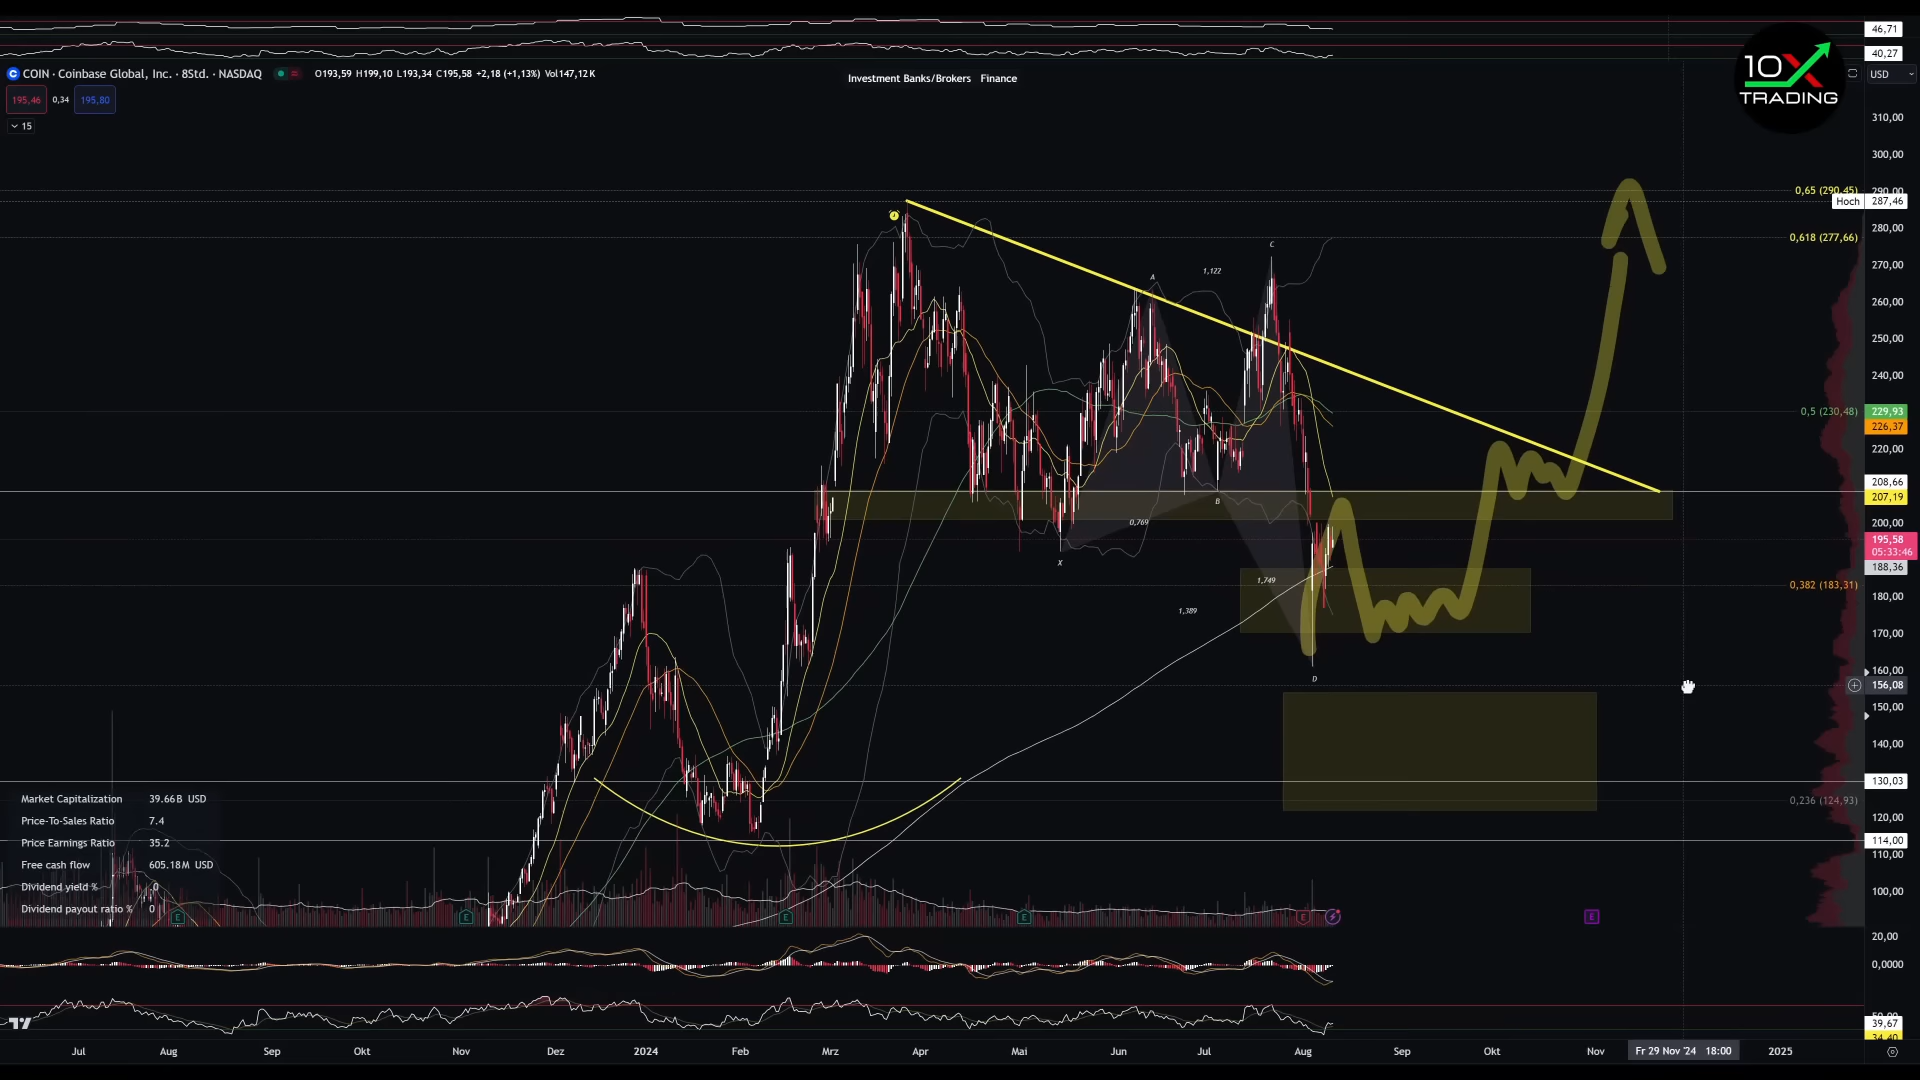 46,71
40,27
COIN · Coinbase Global, Inc. · 8Std. · NASDAQ O193,59 H199,10 L193,34 C195,58 +2,18 (+1,13%) Vol147,12 K
Investment Banks/Brokers Finance
USD
10X
TRADING
195,46 0,34 195,80
15
310,00
300,00
0,65 (290,45) 290,00
Hoch 287,46
280,00
0,618 (277,66)
270,00
260,00
250,00
240,00
0,5 (230,48) 229,93
226,37
220,00
208,66
207,19
200,00
195,58
05:33:46
188,36
0,382 (183,31)
180,00
170,00
160,00
156,08
150,00
140,00
130,03
0,236 (124,93)
120,00
114,00
110,00
100,00
A
C
1,122
B
0,769
X
1,749
1,389
D
Market Capitalization 39.66B USD
Price-To-Sales Ratio 7.4
Price Earnings Ratio 35.2
Free cash flow 605.18M USD
Dividend yield % 0
Dividend payout ratio % 0
E E E E E E
20,00
0,0000
39,67
Jul Aug Sep Okt Nov Dez 2024 Feb Mrz Apr Mai Jun Jul Aug Sep Okt Nov Fr 29 Nov '24 18:00 2025